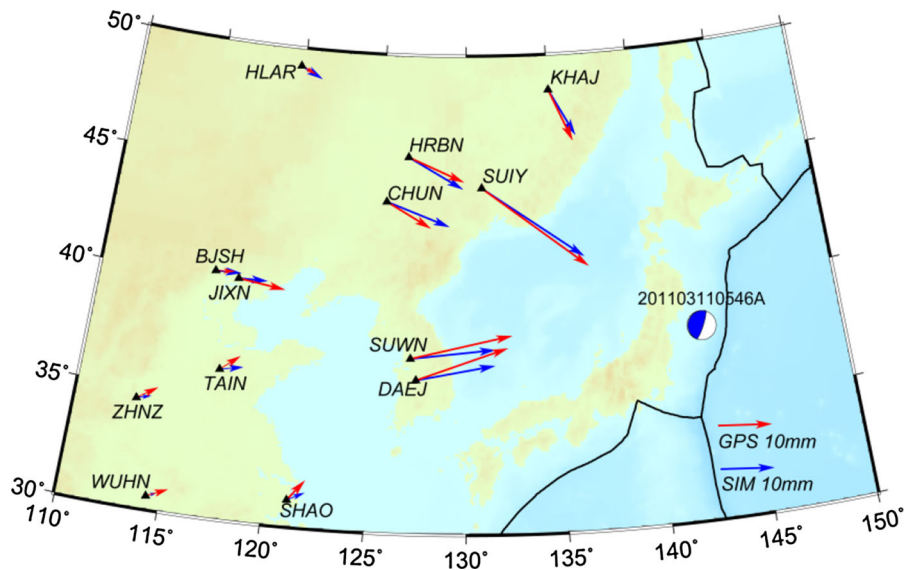 50°
HLAR
KHAJ
45°
HRBN
SUIY
CHUN
40°
BJSH
JIXN
201103110546A
SUWN
35°
TAIN
DAEJ
ZHNZ
GPS 10mm
WUHN
SIM 10mm
30°
SHAO
110°
115°
120°
125°
130°
135°
140°
145°
150°